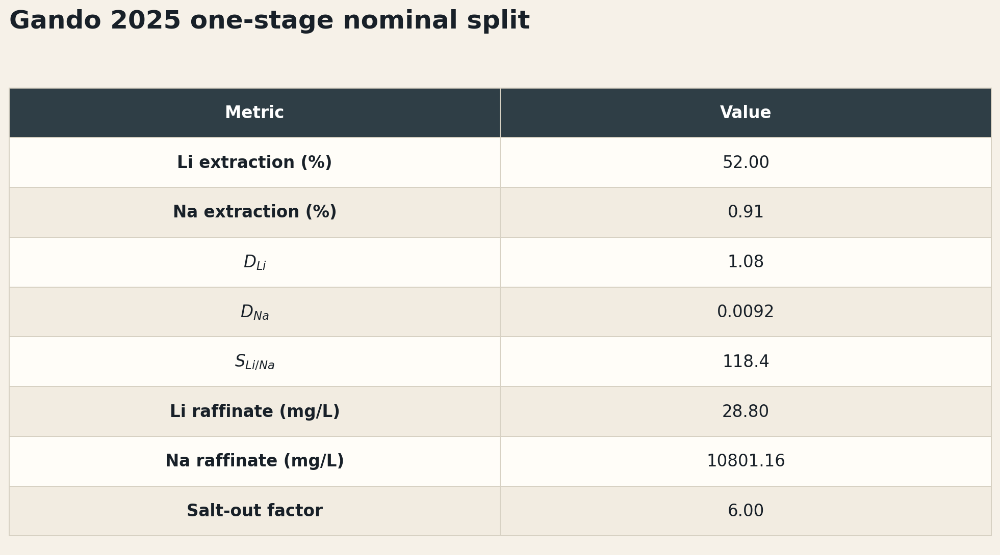 Gando 2025 one-stage nominal split
Metric Value
Li extraction (%) 52.00
Na extraction (%) 0.91
D_{Li} 1.08
D_{Na} 0.0092
S_{Li/Na} 118.4
Li raffinate (mg/L) 28.80
Na raffinate (mg/L) 10801.16
Salt-out factor 6.00